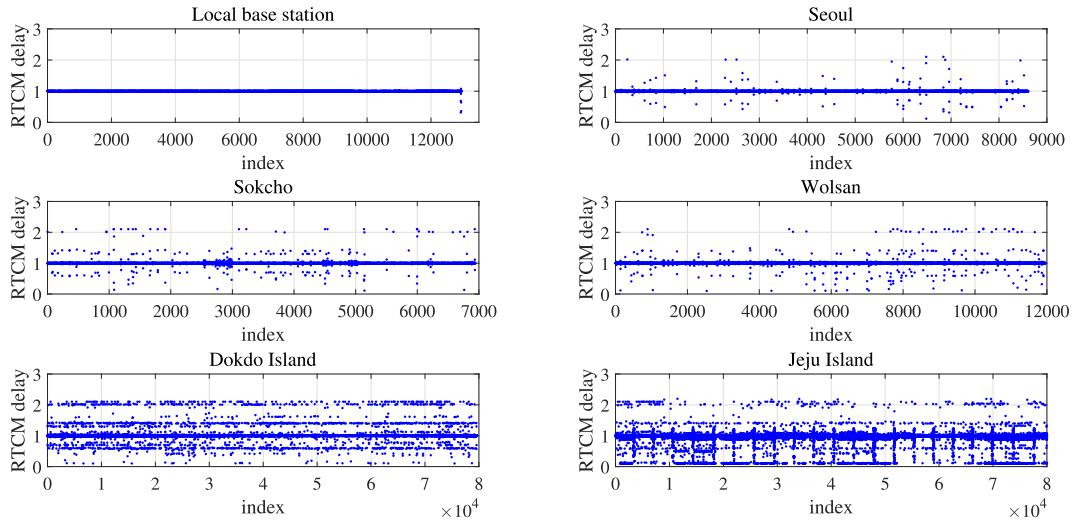 Local base station
RTCM delay
3
2
1
0
0 2000 4000 6000 8000 10000 12000
index
Seoul
RTCM delay
3
2
1
0
0 1000 2000 3000 4000 5000 6000 7000 8000 9000
index
Sokcho
RTCM delay
3
2
1
0
0 1000 2000 3000 4000 5000 6000 7000
index
Wolsan
RTCM delay
3
2
1
0
0 2000 4000 6000 8000 10000 12000
index
Dokdo Island
RTCM delay
3
2
1
0
0 1 2 3 4 5 6 7 8
index
×10⁴
Jeju Island
RTCM delay
3
2
1
0
0 1 2 3 4 5 6 7 8
index
×10⁴